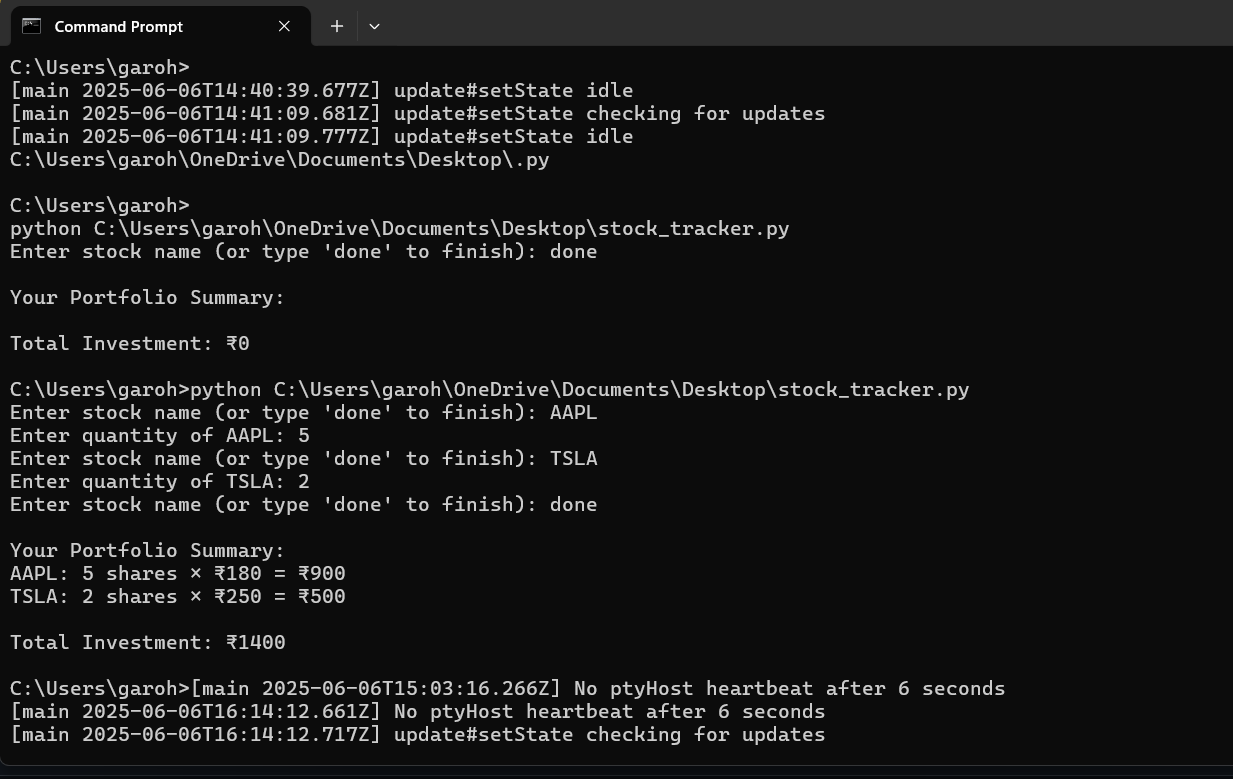 Command Prompt
C:\Users\garoh>
[main 2025-06-06T14:40:39.677Z] update#setState idle
[main 2025-06-06T14:41:09.681Z] update#setState checking for updates
[main 2025-06-06T14:41:09.777Z] update#setState idle
C:\Users\garoh\OneDrive\Documents\Desktop\.py
C:\Users\garoh>
python C:\Users\garoh\OneDrive\Documents\Desktop\stock_tracker.py
Enter stock name (or type 'done' to finish): done
Your Portfolio Summary:
Total Investment: ₹0
C:\Users\garoh>python C:\Users\garoh\OneDrive\Documents\Desktop\stock_tracker.py
Enter stock name (or type 'done' to finish): AAPL
Enter quantity of AAPL: 5
Enter stock name (or type 'done' to finish): TSLA
Enter quantity of TSLA: 2
Enter stock name (or type 'done' to finish): done
Your Portfolio Summary:
AAPL: 5 shares × ₹180 = ₹900
TSLA: 2 shares × ₹250 = ₹500
Total Investment: ₹1400
C:\Users\garoh>[main 2025-06-06T15:03:16.266Z] No ptyHost heartbeat after 6 seconds
[main 2025-06-06T16:14:12.661Z] No ptyHost heartbeat after 6 seconds
[main 2025-06-06T16:14:12.717Z] update#setState checking for updates